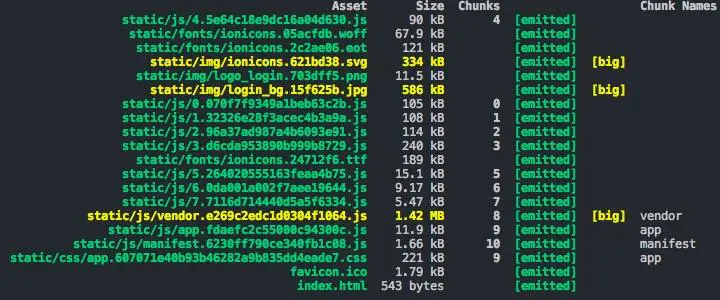 Asset Size Chunks Chunk Names
static/js/4.5e64c18e9dc16a04d630.js 90 kB 4 [emitted]
static/fonts/ionicons.05acfdb.woff 67.9 kB [emitted]
static/fonts/ionicons.2c2ae06.eot 121 kB [emitted]
static/img/ionicons.621bd38.svg 334 kB [emitted] [big]
static/img/logo_login.703dff5.png 11.5 kB [emitted]
static/img/login_bg.15f625b.jpg 586 kB [emitted] [big]
static/js/0.070f7f9349a1beb63c2b.js 105 kB 0 [emitted]
static/js/1.32326e28f3acec4b3a9a.js 108 kB 1 [emitted]
static/js/2.96a37ad987a4b6093e91.js 114 kB 2 [emitted]
static/js/3.d6cda953890b999b8729.js 240 kB 3 [emitted]
static/fonts/ionicons.24712f6.ttf 189 kB [emitted]
static/js/5.264020555163feaa4b75.js 15.1 kB 5 [emitted]
static/js/6.0da001a002f7aee19644.js 9.17 kB 6 [emitted]
static/js/7.7116d714440d5a5f6334.js 5.47 kB 7 [emitted]
static/js/vendor.e269c2edc1d0304f1064.js 1.42 MB 8 [emitted] [big] vendor
static/js/app.fdaefc2c55000c94300c.js 11.9 kB 9 [emitted] app
static/js/manifest.6230ff790ce340fb1c08.js 1.66 kB 10 [emitted] manifest
static/css/app.607071e40b93b46282a9b835dd4eade7.css 221 kB 9 [emitted] app
favicon.ico 1.79 kB [emitted]
index.html 543 bytes [emitted]